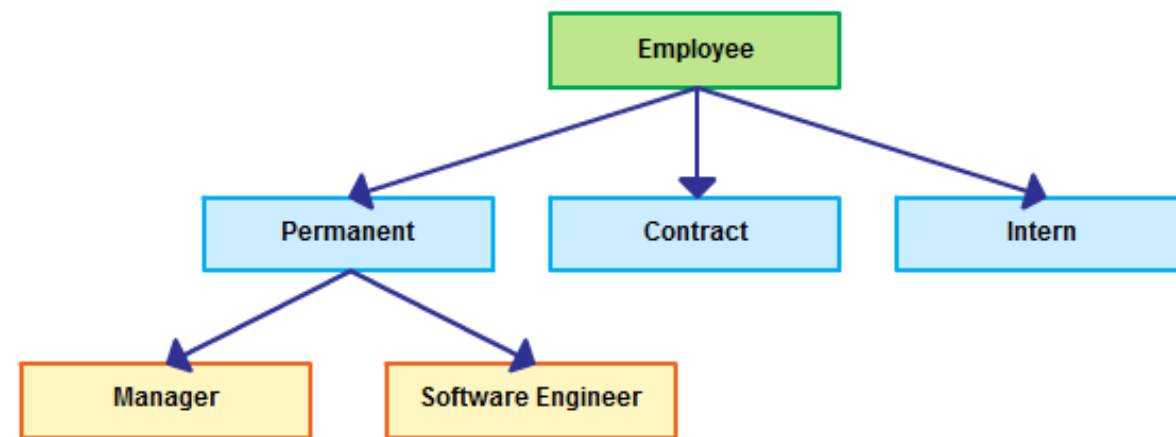 Employee
Permanent
Contract
Intern
Manager
Software Engineer